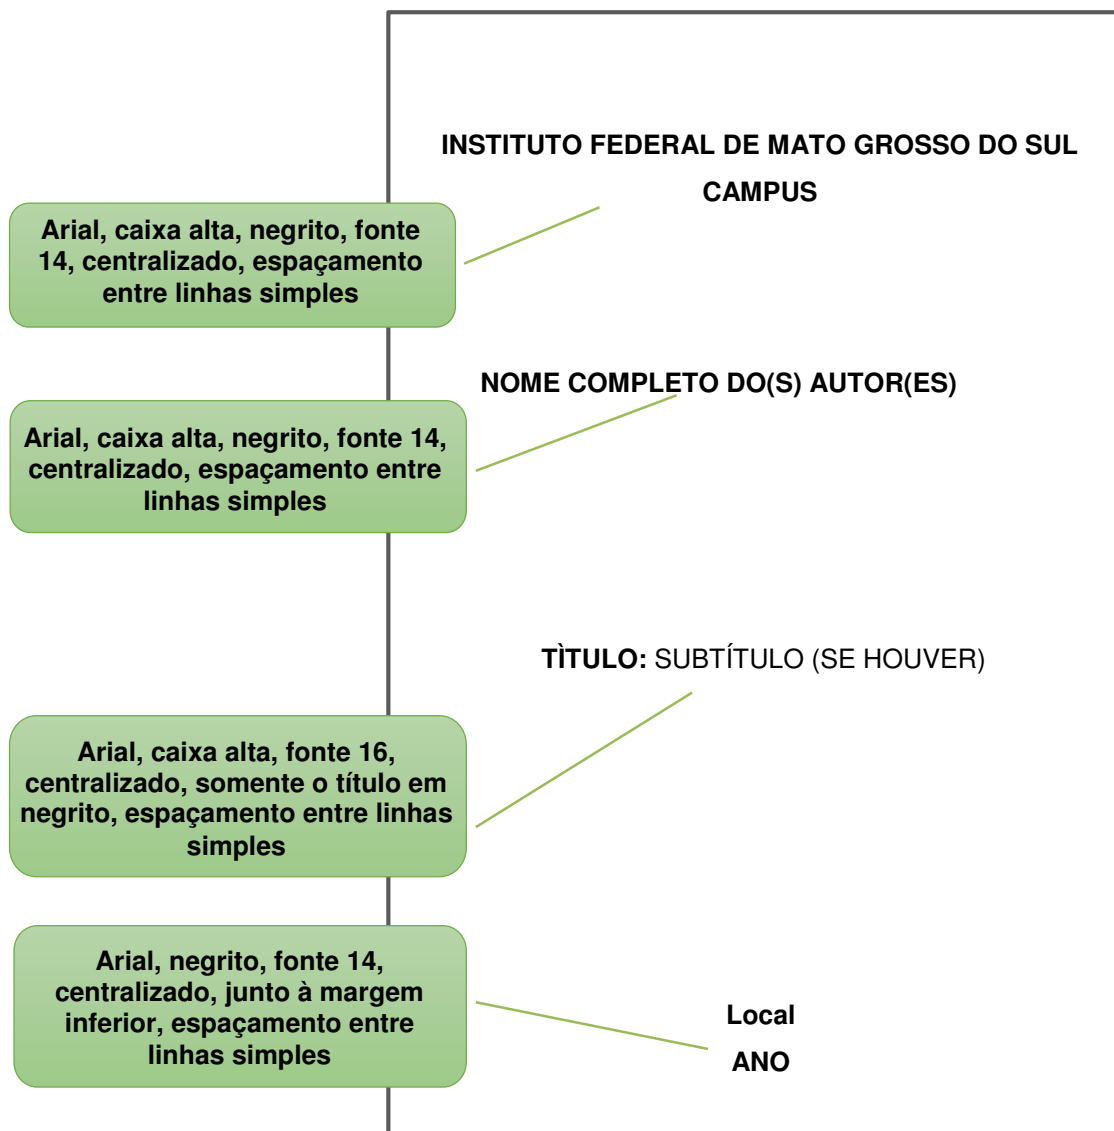 INSTITUTO FEDERAL DE MATO GROSSO DO SUL
CAMPUS
Arial, caixa alta, negrito, fonte
14, centralizado, espaçamento
entre linhas simples
NOME COMPLETO DO(S) AUTOR(ES)
Arial, caixa alta, negrito, fonte 14,
centralizado, espaçamento entre
linhas simples
TÌTULO: SUBTÍTULO (SE HOUVER)
Arial, caixa alta, fonte 16,
centralizado, somente o título em
negrito, espaçamento entre linhas
simples
Arial, negrito, fonte 14,
centralizado, junto à margem
inferior, espaçamento entre
linhas simples
Local
ANO